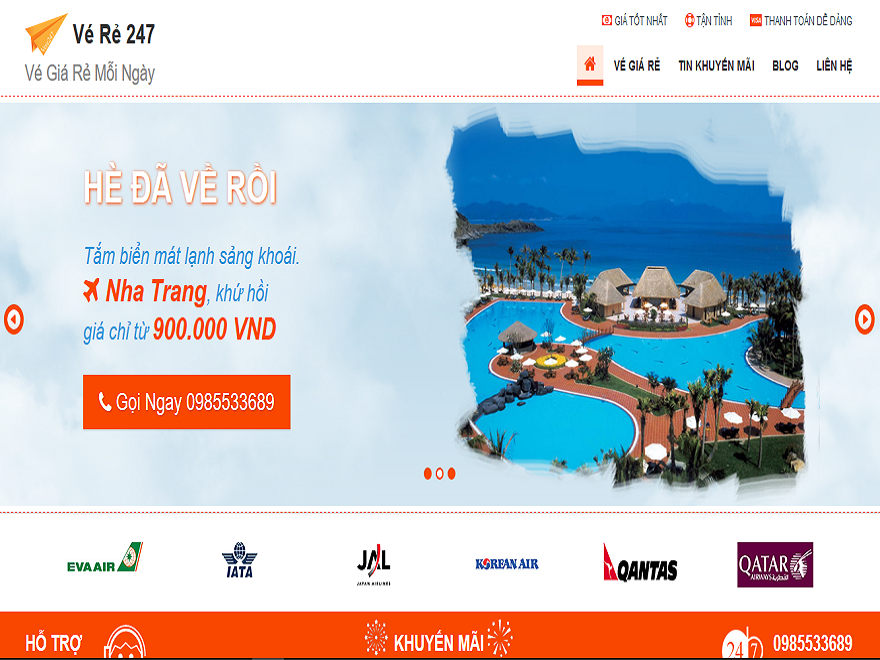 Vé Rẻ 247
Vé Giá Rẻ Mỗi Ngày
GIÁ TỐT NHẤT
TẬN TÌNH
VISA THANH TOÁN DỄ DÀNG
VÉ GIÁ RẺ
TIN KHUYẾN MÃI
BLOG
LIÊN HỆ
HÈ ĐÃ VỀ RỒI
Tắm biển mát lạnh sảng khoái.
Nha Trang, khứ hồi
giá chỉ từ 900.000 VND
Gọi Ngay 0985533689
EVA AIR
IATA
JAL
JAPAN AIRLINES
KOREAN AIR
QANTAS
QATAR
AIRWAYS القطرية
HỖ TRỢ
KHUYẾN MÃI
24 7
0985533689